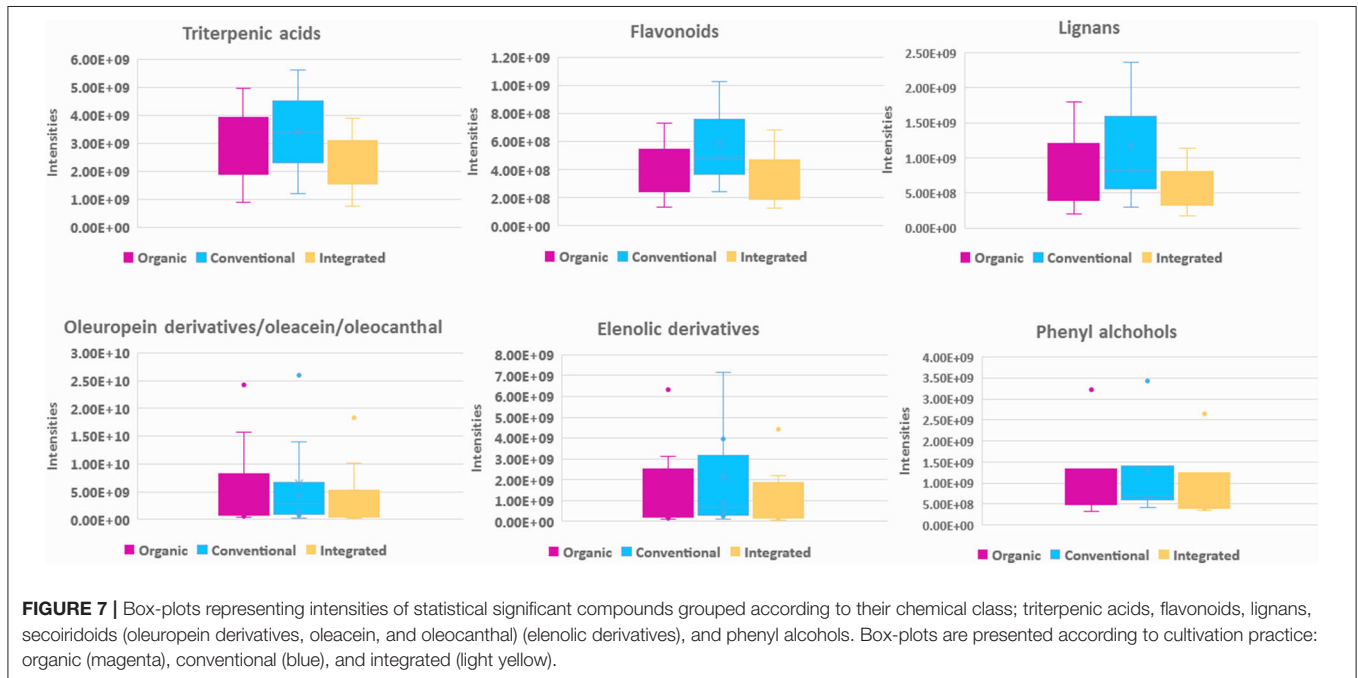 Triterpenic acids
Intensities
6.00E+09
5.00E+09
4.00E+09
3.00E+09
2.00E+09
1.00E+09
0.00E+00
Organic Conventional Integrated
Flavonoids
Intensities
1.20E+09
1.00E+09
8.00E+08
6.00E+08
4.00E+08
2.00E+08
0.00E+00
Organic Conventional Integrated
Lignans
Intensities
2.50E+09
2.00E+09
1.50E+09
1.00E+09
5.00E+08
0.00E+00
Organic Conventional Integrated
Oleuropein derivatives/oleacein/oleocanthal
Intensities
3.00E+10
2.50E+10
2.00E+10
1.50E+10
1.00E+10
5.00E+09
0.00E+00
Organic Conventional Integrated
Elenolic derivatives
Intensities
8.00E+09
7.00E+09
6.00E+09
5.00E+09
4.00E+09
3.00E+09
2.00E+09
1.00E+09
0.00E+00
Organic Conventional Integrated
Phenyl alchohols
Intensities
4.00E+09
3.50E+09
3.00E+09
2.50E+09
2.00E+09
1.50E+09
1.00E+09
5.00E+08
0.00E+00
Organic Conventional Integrated
FIGURE 7 | Box-plots representing intensities of statistical significant compounds grouped according to their chemical class; triterpenic acids, flavonoids, lignans,
secoiridoids (oleuropein derivatives, oleacein, and oleocanthal) (elenolic derivatives), and phenyl alcohols. Box-plots are presented according to cultivation practice:
organic (magenta), conventional (blue), and integrated (light yellow).